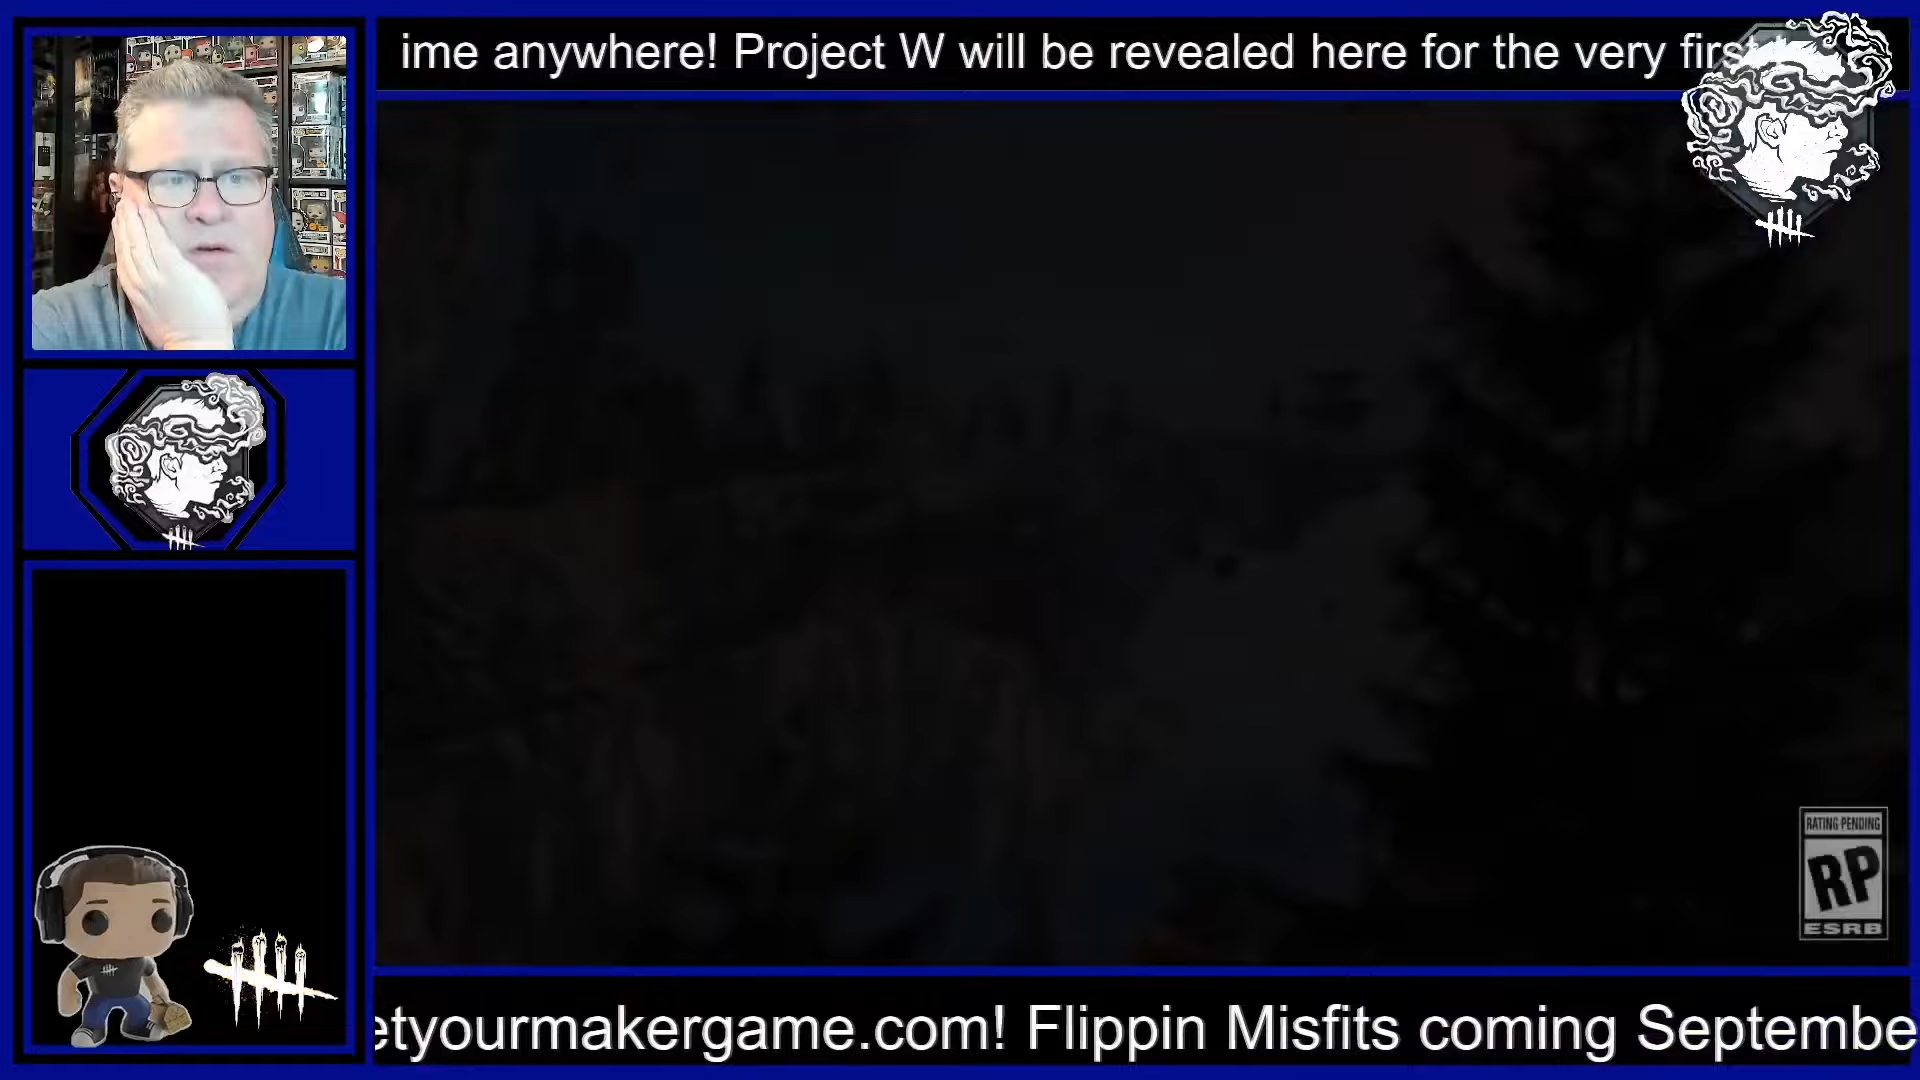 ime anywhere! Project W will be revealed here for the very first
RATING PENDING
RP
ESRB
etyourmakergame.com! Flippin Misfits coming Septembe